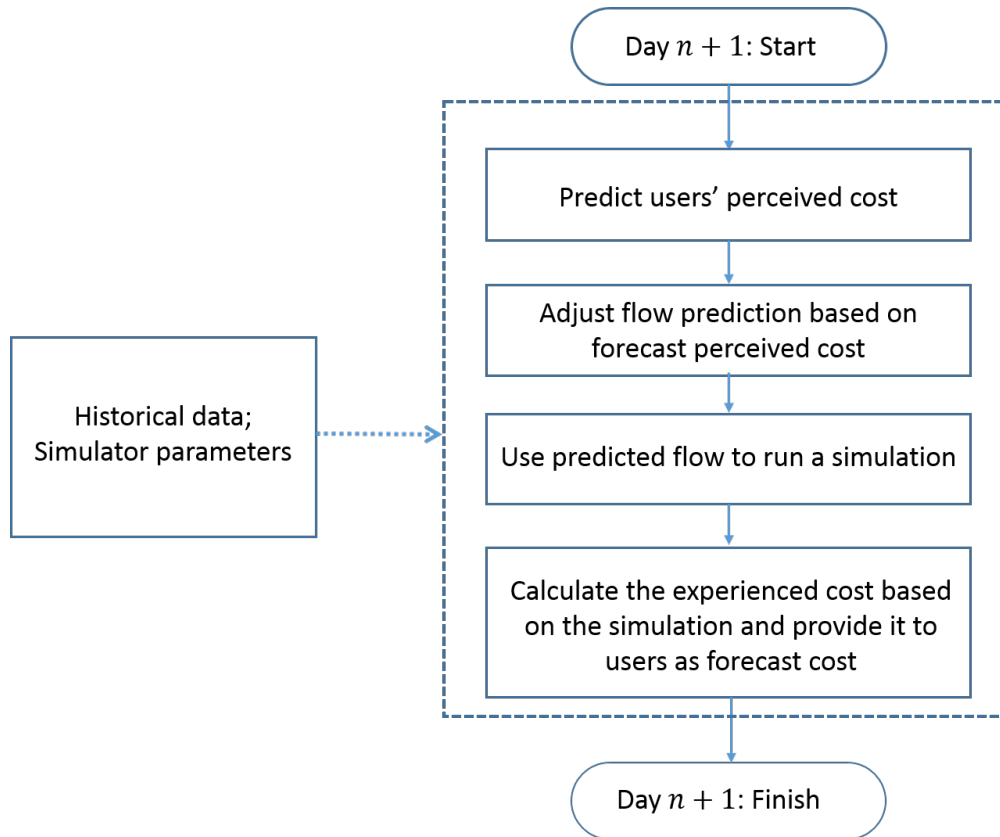 Day n + 1: Start
Predict users’ perceived cost
Adjust flow prediction based on
forecast perceived cost
Historical data;
Simulator parameters
Use predicted flow to run a simulation
Calculate the experienced cost based
on the simulation and provide it to
users as forecast cost
Day n + 1: Finish